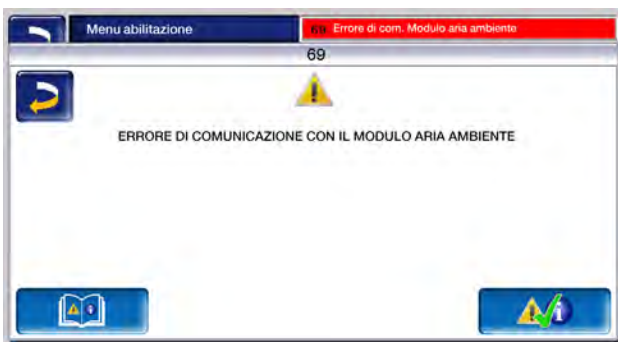 Menu abilitazione
69 Errore di com. Modulo aria ambiente
69
ERRORE DI COMUNICAZIONE CON IL MODULO ARIA AMBIENTE